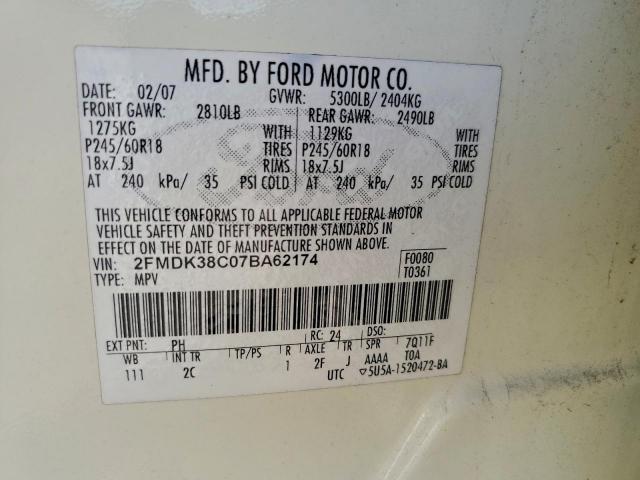 MFD. BY FORD MOTOR CO.
DATE: 02/07 GVWR: 5300LB/ 2404KG
FRONT GAWR: 2810LB REAR GAWR: 2490LB
1275KG WITH 1129KG WITH
P245/60R18 TIRES P245/60R18 TIRES
18x7.5J RIMS 18x7.5J RIMS
AT 240 kPa/ 35 PSI COLD AT 240 kPa/ 35 PSI COLD
THIS VEHICLE CONFORMS TO ALL APPLICABLE FEDERAL MOTOR
VEHICLE SAFETY AND THEFT PREVENTION STANDARDS IN
EFFECT ON THE DATE OF MANUFACTURE SHOWN ABOVE.
VIN: 2FMDK38C07BA62174 F0080
TYPE: MPV T0361
EXT PNT: PH RC: 24 DSO:
WB INT TR TP/PS R AXLE TR SPR 7Q11F
111 2C 1 2F J AAAA TOA
UTC ▽5U5A-1520472-BA